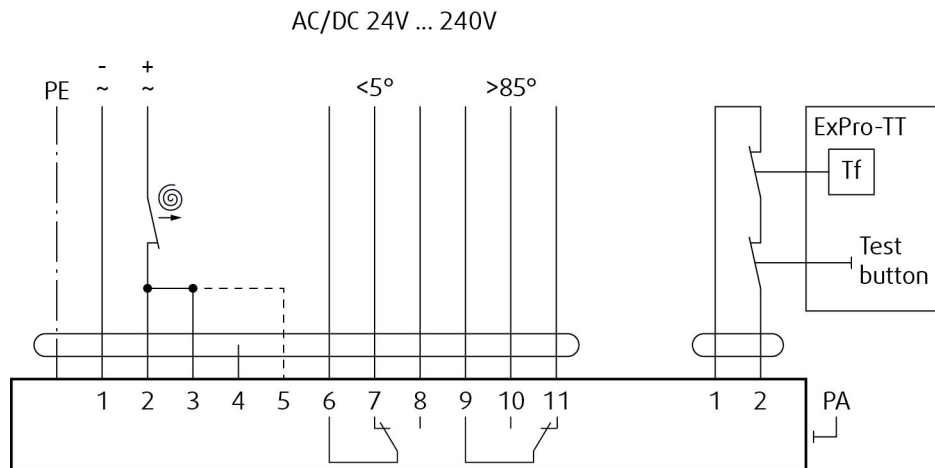 AC/DC 24V ... 240V
- +
PE ~ ~ <5° >85°
ExPro-TT
Tf
Test
button
1 2 3 4 5 6 7 8 9 10 11 1 2 PA